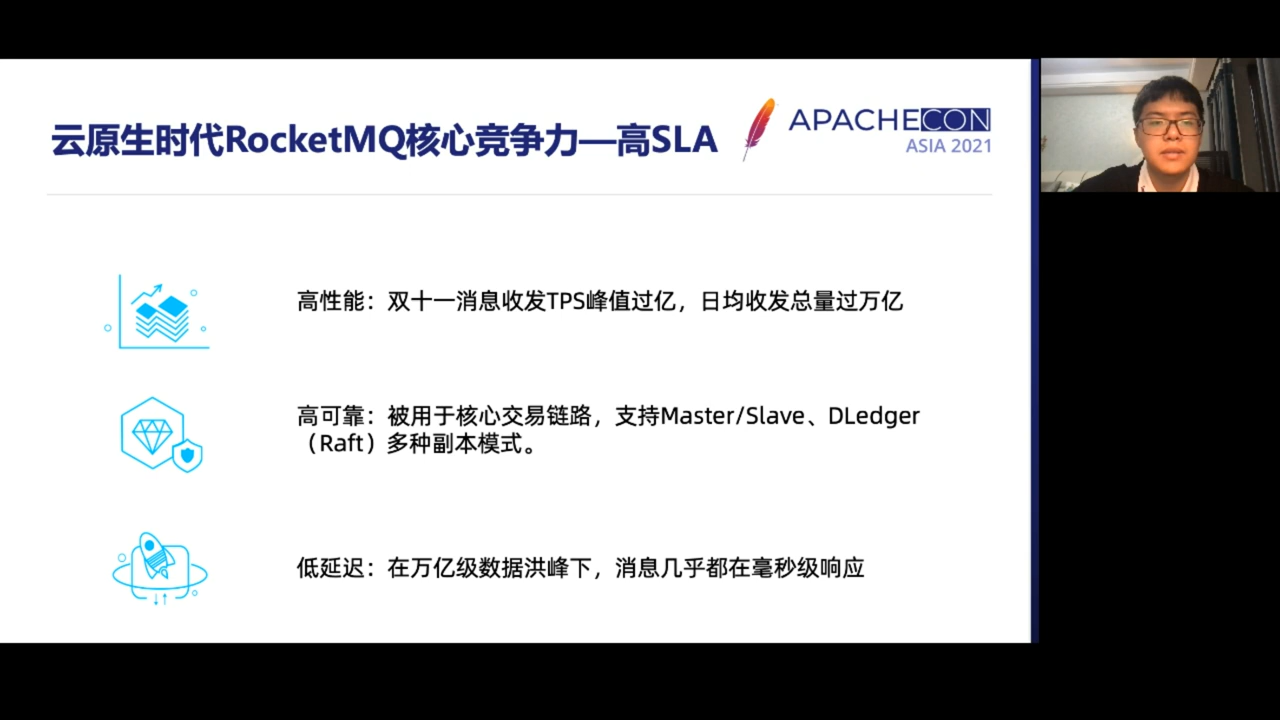 云原生时代RocketMQ核心竞争力—高SLA
APACHECON
ASIA 2021
高性能：双十一消息收发TPS峰值过亿，日均收发总量过万亿
高可靠：被用于核心交易链路，支持Master/Slave、DLedger
（Raft）多种副本模式。
低延迟：在万亿级数据洪峰下，消息几乎都在毫秒级响应